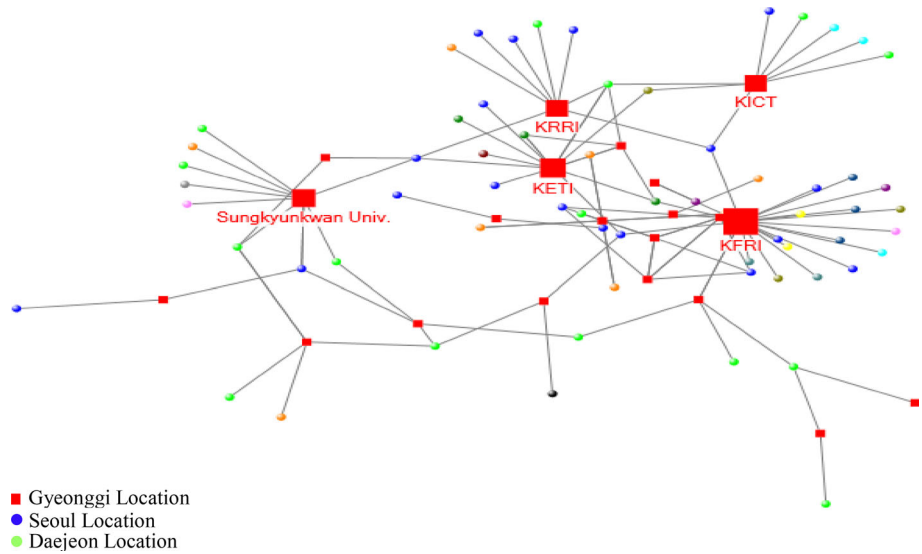 KICT
KRRI
KETI
Sungkyunkwan Univ.
KFRI
Gyeonggi Location
Seoul Location
Daejeon Location